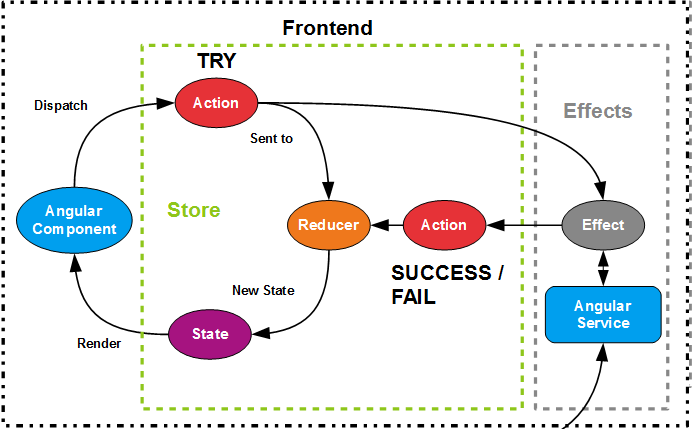 Frontend
TRY
Action
Dispatch
Sent to
Effects
Store
Angular
Component
Reducer
Action
Effect
SUCCESS /
FAIL
New State
Angular
Service
State
Render